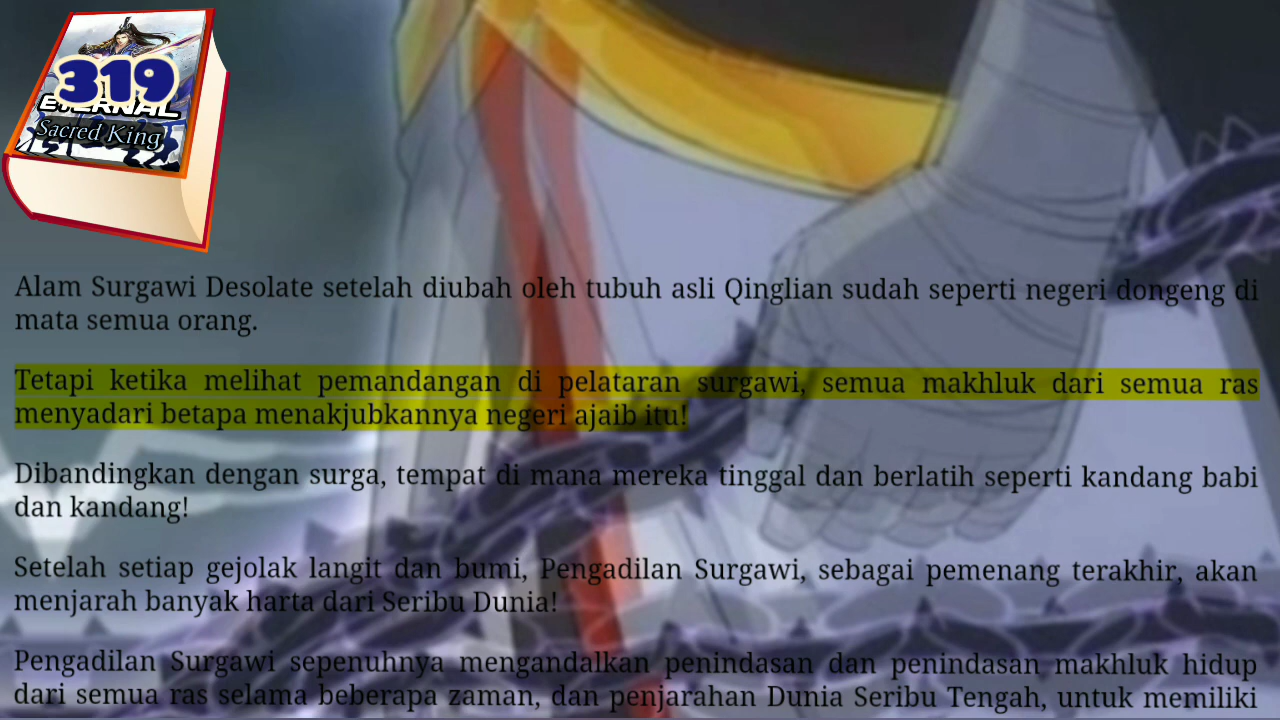 319
ETERNAL
Sacred King
Alam Surgawi Desolate setelah diubah oleh tubuh asli Qinglian sudah seperti negeri dongeng di
mata semua orang.
Tetapi ketika melihat pemandangan di pelataran surgawi, semua makhluk dari semua ras
menyadari betapa menakjubkannya negeri ajaib itu!
Dibandingkan dengan surga, tempat di mana mereka tinggal dan berlatih seperti kandang babi
dan kandang!
Setelah setiap gejolak langit dan bumi, Pengadilan Surgawi, sebagai pemenang terakhir, akan
menjarah banyak harta dari Seribu Dunia!
Pengadilan Surgawi sepenuhnya mengandalkan penindasan dan penindasan makhluk hidup
dari semua ras selama beberapa zaman, dan penjarahan Dunia Seribu Tengah, untuk memiliki